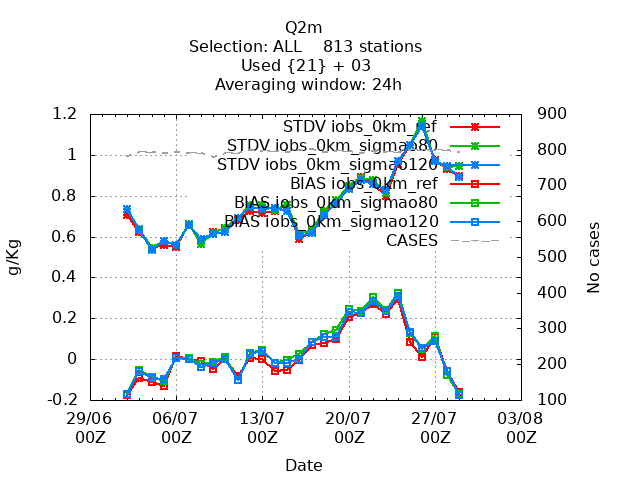 Q2m
Selection: ALL    813 stations
Used {21} + 03
Averaging window: 24h
g/Kg
1.2
1
0.8
0.6
0.4
0.2
0
-0.2
STDV iobs_0km_ref
STDV iobs_0km_sigmao80
STDV iobs_0km_sigmao120
BIAS iobs_0km_ref
BIAS iobs_0km_sigmao80
BIAS iobs_0km_sigmao120
CASES
900
800
700
600
500
400
300
200
100
No cases
29/06 06/07 13/07 20/07 27/07 03/08
00Z 00Z 00Z 00Z 00Z 00Z
Date